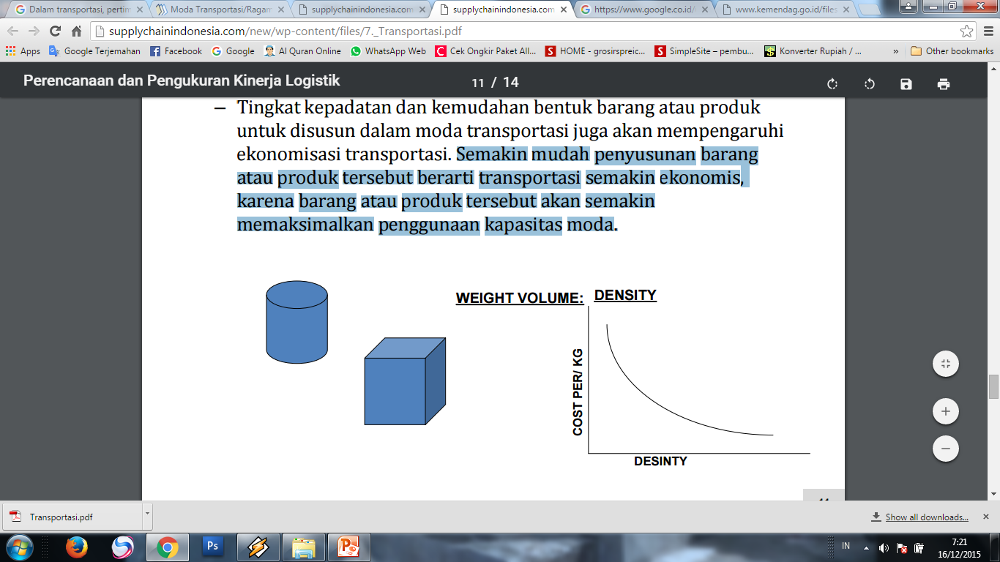 Dalam transportasi, pertim
Moda Transportasi/Ragam
supplychainindonesia.com
supplychainindonesia.com
https://www.google.co.id/
www.kemendag.go.id/files
supplychainindonesia.com/new/wp-content/files/7._Transportasi.pdf
Apps Google Terjemahan Facebook Google Al Quran Online WhatsApp Web Cek Ongkir Paket All... HOME - grosirspreic... SimpleSite – pembu... Konverter Rupiah / ... » Other bookmarks
Perencanaan dan Pengukuran Kinerja Logistik 11 / 14
– Tingkat kepadatan dan kemudahan bentuk barang atau produk
untuk disusun dalam moda transportasi juga akan mempengaruhi
ekonomisasi transportasi. Semakin mudah penyusunan barang
atau produk tersebut berarti transportasi semakin ekonomis,
karena barang atau produk tersebut akan semakin
memaksimalkan penggunaan kapasitas moda.
WEIGHT VOLUME: DENSITY
COST PER/ KG
DESINTY
Transportasi.pdf
Show all downloads...
Ps
IN
7:21
16/12/2015